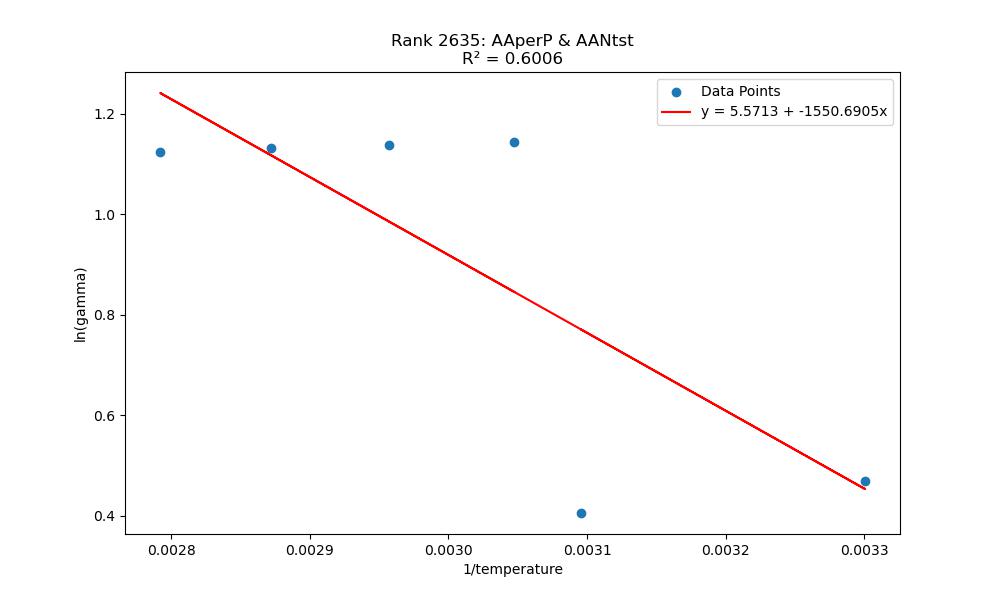 Rank 2635: AAperP & AANtst
R² = 0.6006
Data Points
y = 5.5713 + -1550.6905x
1.2
1.0
0.8
0.6
0.4
ln(gamma)
0.0028 0.0029 0.0030 0.0031 0.0032 0.0033
1/temperature